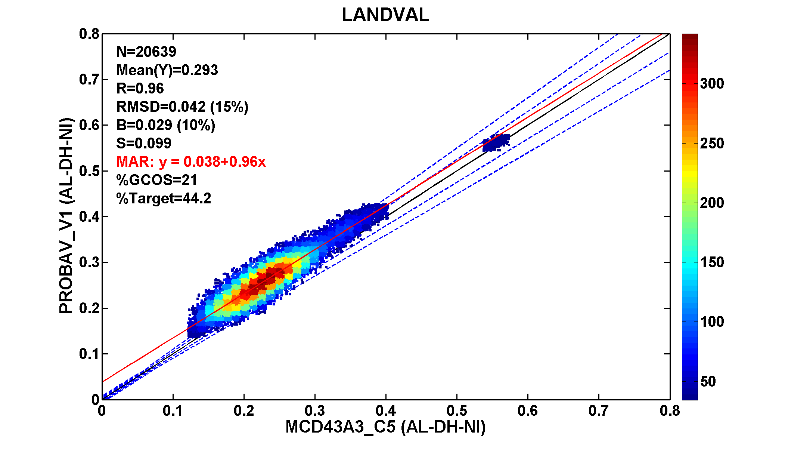 LANDVAL
N=20639
Mean(Y)=0.293
R=0.96
RMSD=0.042 (15%)
B=0.029 (10%)
S=0.099
MAR: y = 0.038+0.96x
%GCOS=21
%Target=44.2
PROBAV_V1 (AL-DH-NI)
0.8
0.7
0.6
0.5
0.4
0.3
0.2
0.1
0
0 0.1 0.2 0.3 0.4 0.5 0.6 0.7 0.8
MCD43A3_C5 (AL-DH-NI)
300
250
200
150
100
50